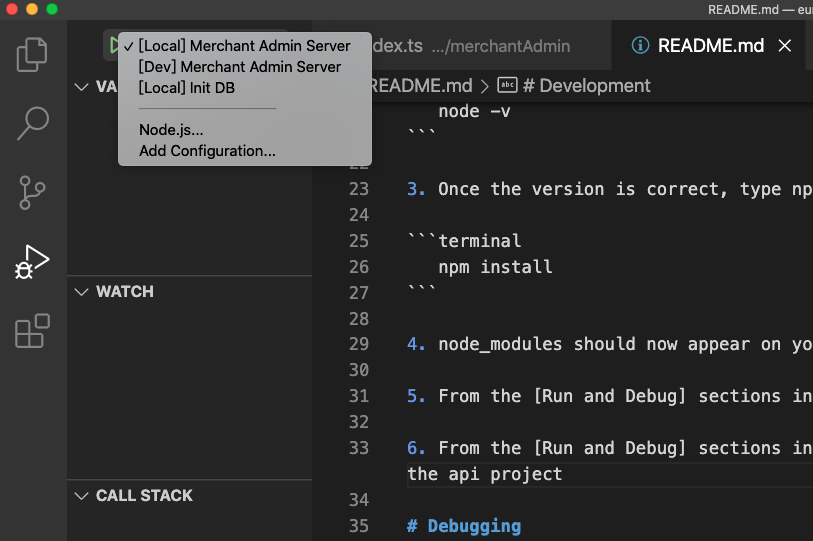 README.md — eur
[Local] Merchant Admin Server
[Dev] Merchant Admin Server
[Local] Init DB
Node.js...
Add Configuration...
dex.ts .../merchantAdmin
README.md
README.md > abc # Development
VA
WATCH
CALL STACK
node -v
```
23 3. Once the version is correct, type np
24
25 ```terminal
26 npm install
27 ```
28
29 4. node_modules should now appear on yo
30
31 5. From the [Run and Debug] sections in
32
33 6. From the [Run and Debug] sections in
the api project
34
35 # Debugging